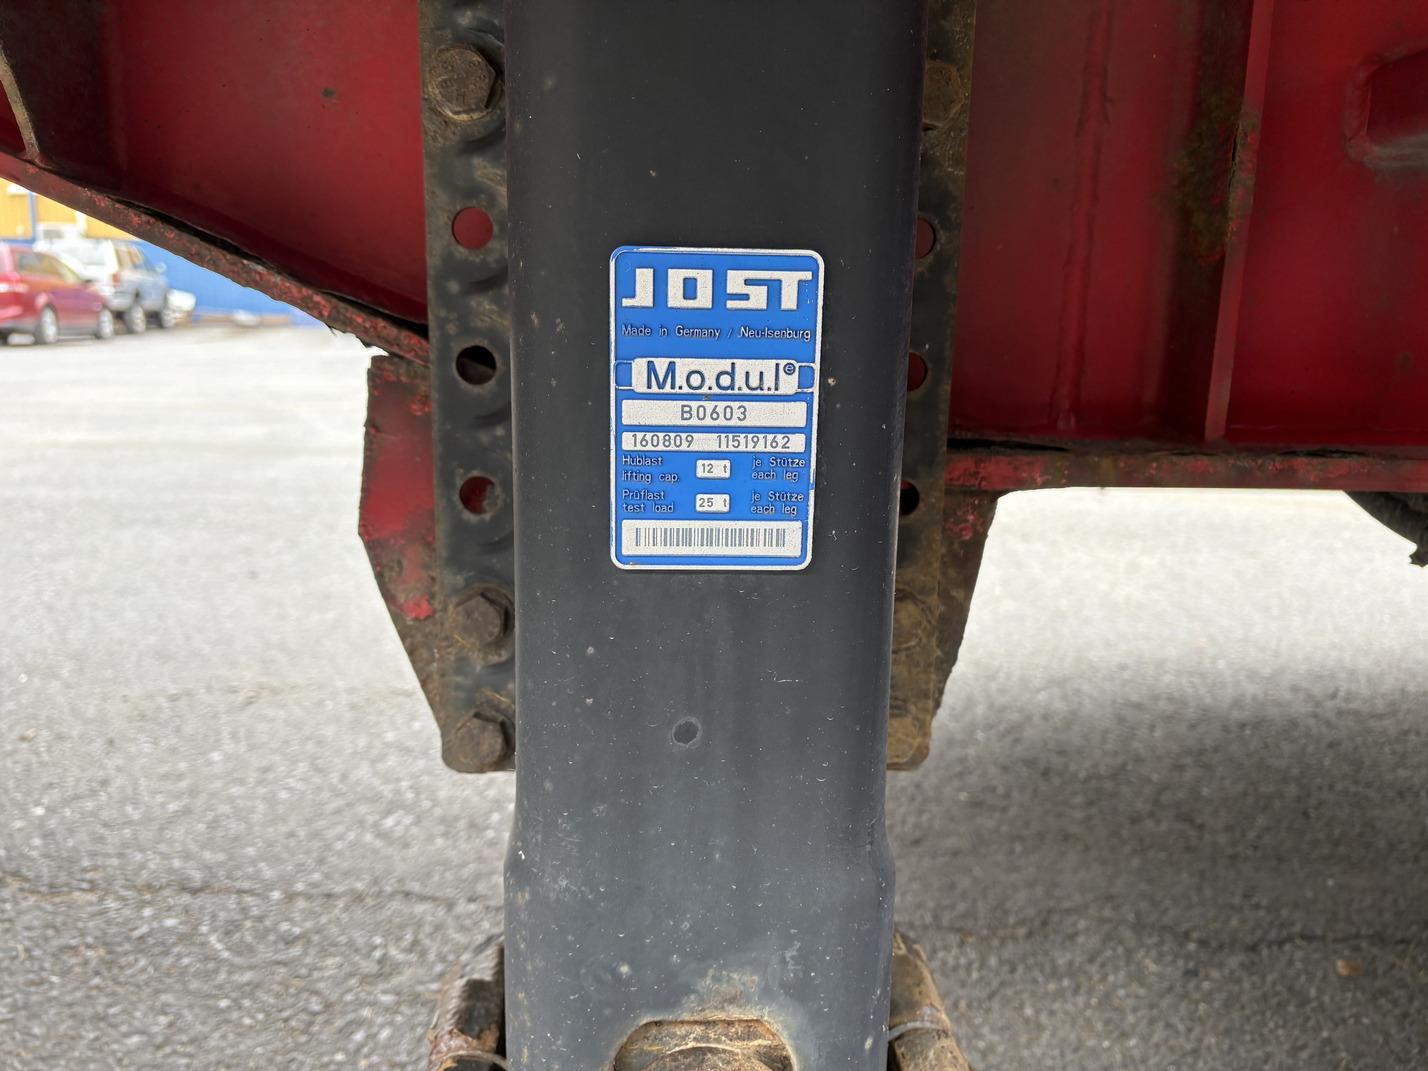 JOST
Made in Germany / Neu-Isenburg
M.o.d.u.l e
B0603
160809 11519162
Hublast 12 t je Stütze
lifting cap. each leg
Prüflast 25 t je Stütze
test load each leg